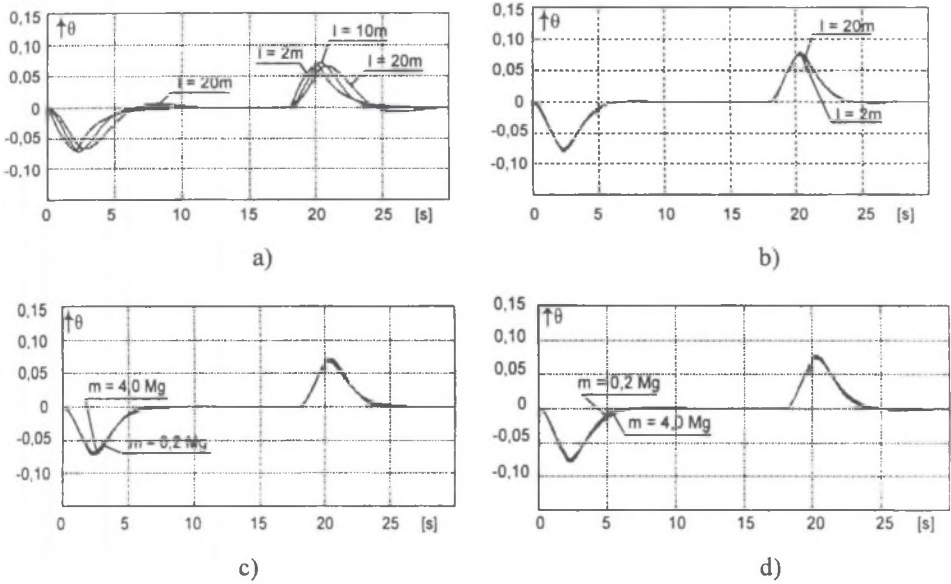 0,15
θ
0,10
l = 10m
l = 2m
0,05
l = 20m
l = 20m
0
-0,05
-0,10
0 5 10 15 20 25 [s]
a)
0,15
θ
l = 20m
0,10
0,05
0
l = 2m
-0,05
-0,10
0 5 10 15 20 25 [s]
b)
0,15
θ
0,10
0,05
m = 4,0 Mg
0
-0,05
m = 0,2 Mg
-0,10
0 5 10 15 20 25 [s]
c)
0,15
θ
0,10
0,05
m = 0,2 Mg
0
m = 4,0 Mg
-0,05
-0,10
0 5 10 15 20 25 [s]
d)